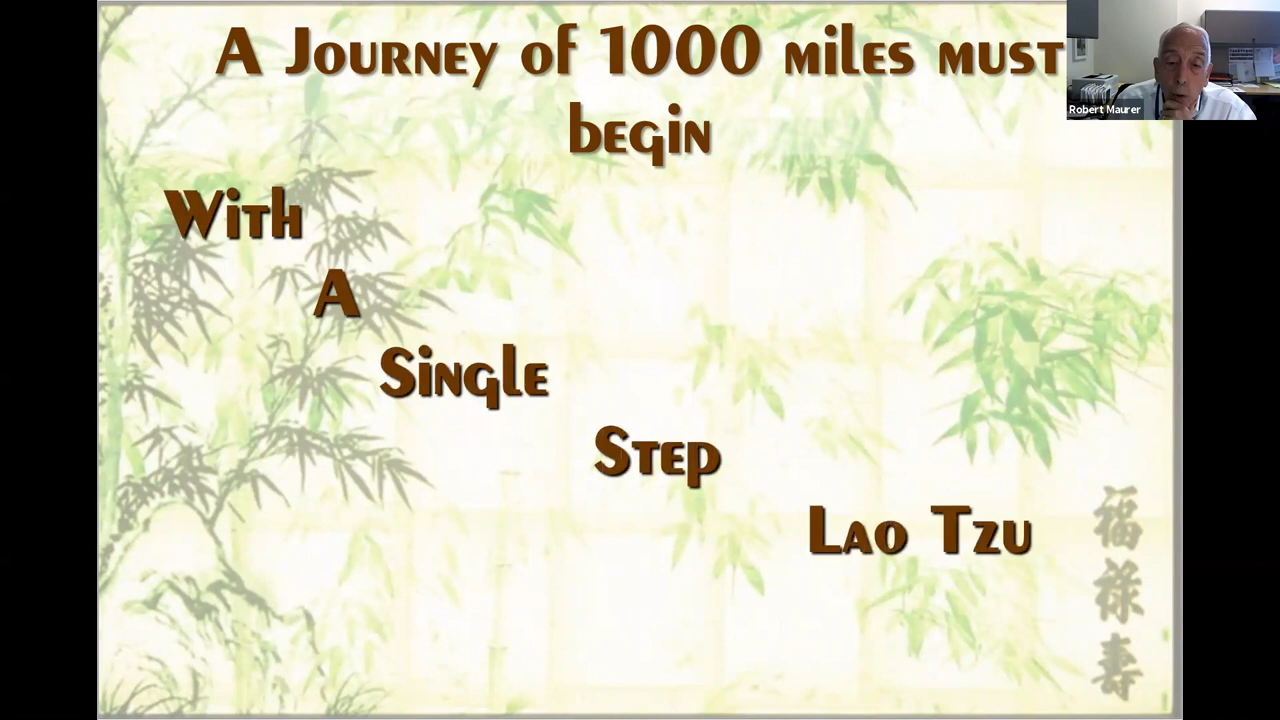 A Journey of 1000 miles must
begin
With
A
Single
Step
Lao Tzu
Robert Maurer
福
祿
壽